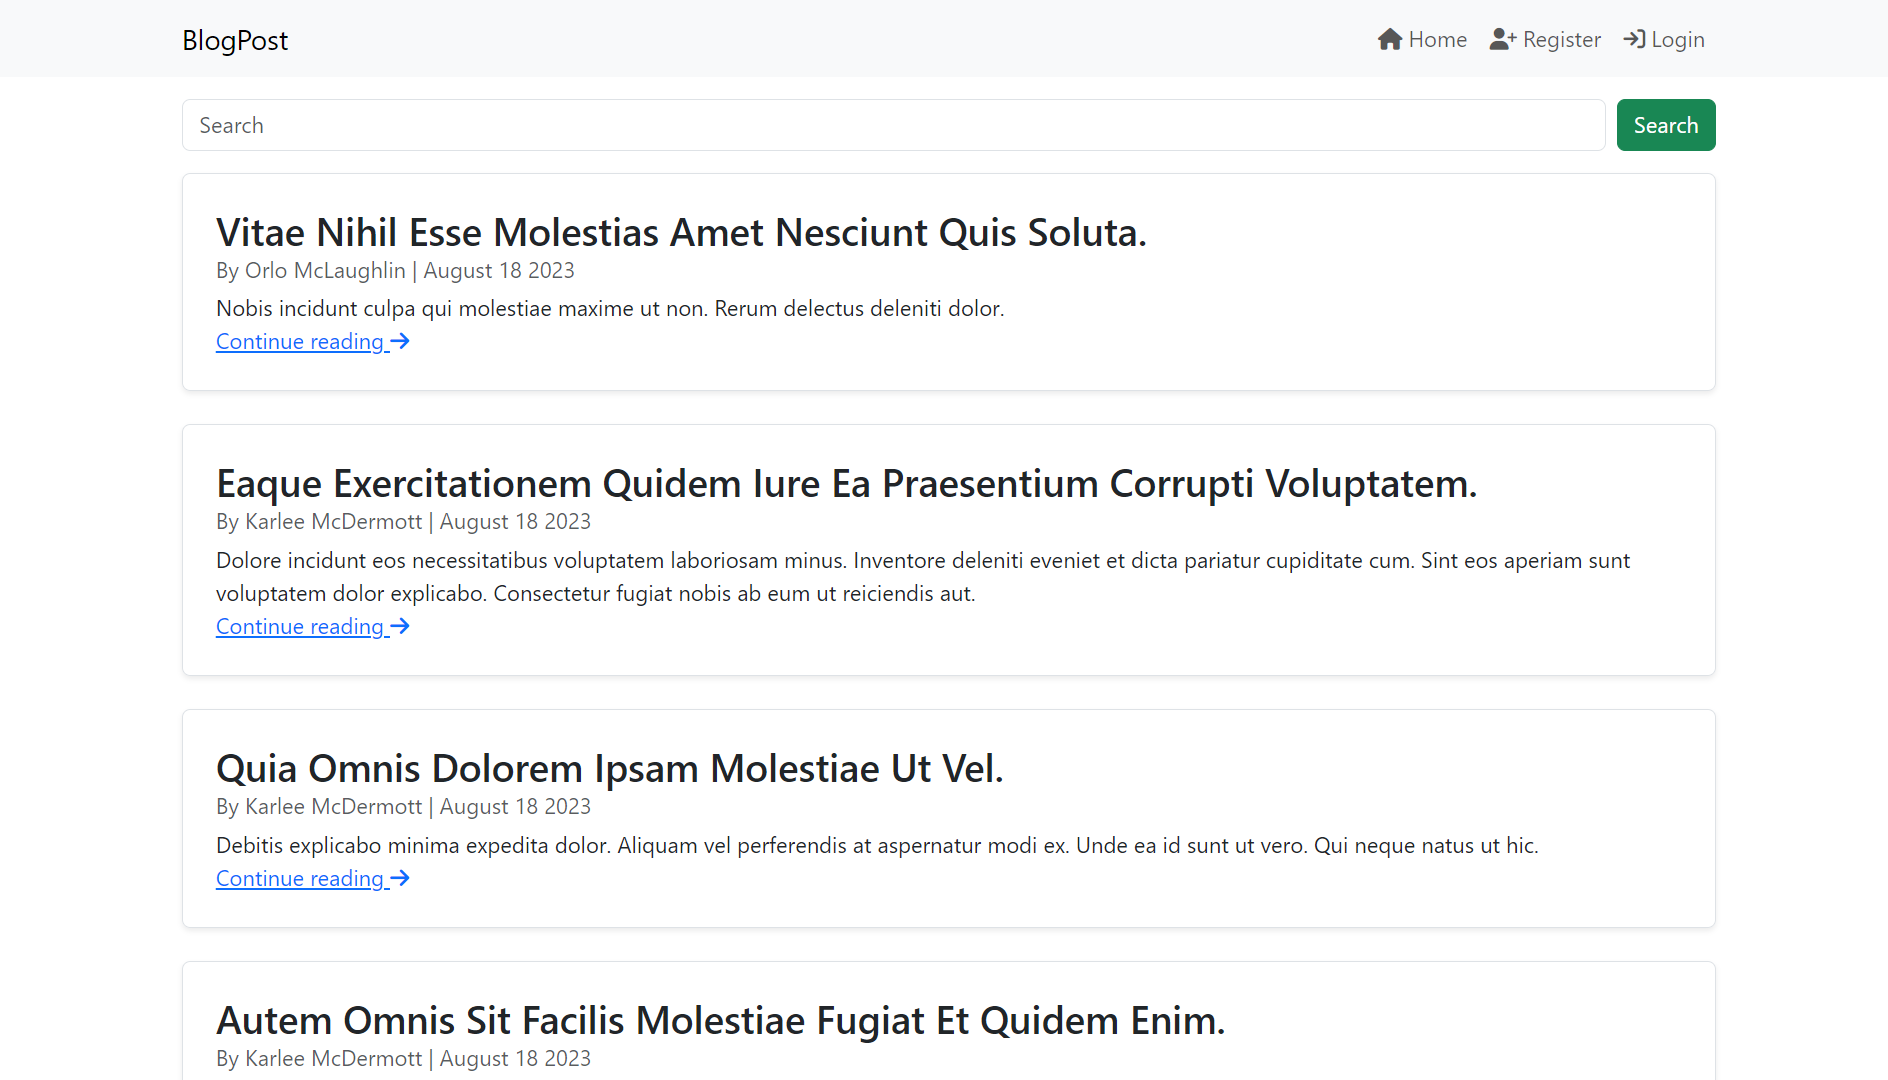 BlogPost
Home Register Login
Search Search
Vitae Nihil Esse Molestias Amet Nesciunt Quis Soluta.
By Orlo McLaughlin | August 18 2023
Nobis incidunt culpa qui molestiae maxime ut non. Rerum delectus deleniti dolor.
Continue reading
Eaque Exercitationem Quidem Iure Ea Praesentium Corrupti Voluptatem.
By Karlee McDermott | August 18 2023
Dolore incidunt eos necessitatibus voluptatem laboriosam minus. Inventore deleniti eveniet et dicta pariatur cupiditate cum. Sint eos aperiam sunt
voluptatem dolor explicabo. Consectetur fugiat nobis ab eum ut reiciendis aut.
Continue reading
Quia Omnis Dolorem Ipsam Molestiae Ut Vel.
By Karlee McDermott | August 18 2023
Debitis explicabo minima expedita dolor. Aliquam vel perferendis at aspernatur modi ex. Unde ea id sunt ut vero. Qui neque natus ut hic.
Continue reading
Autem Omnis Sit Facilis Molestiae Fugiat Et Quidem Enim.
By Karlee McDermott | August 18 2023